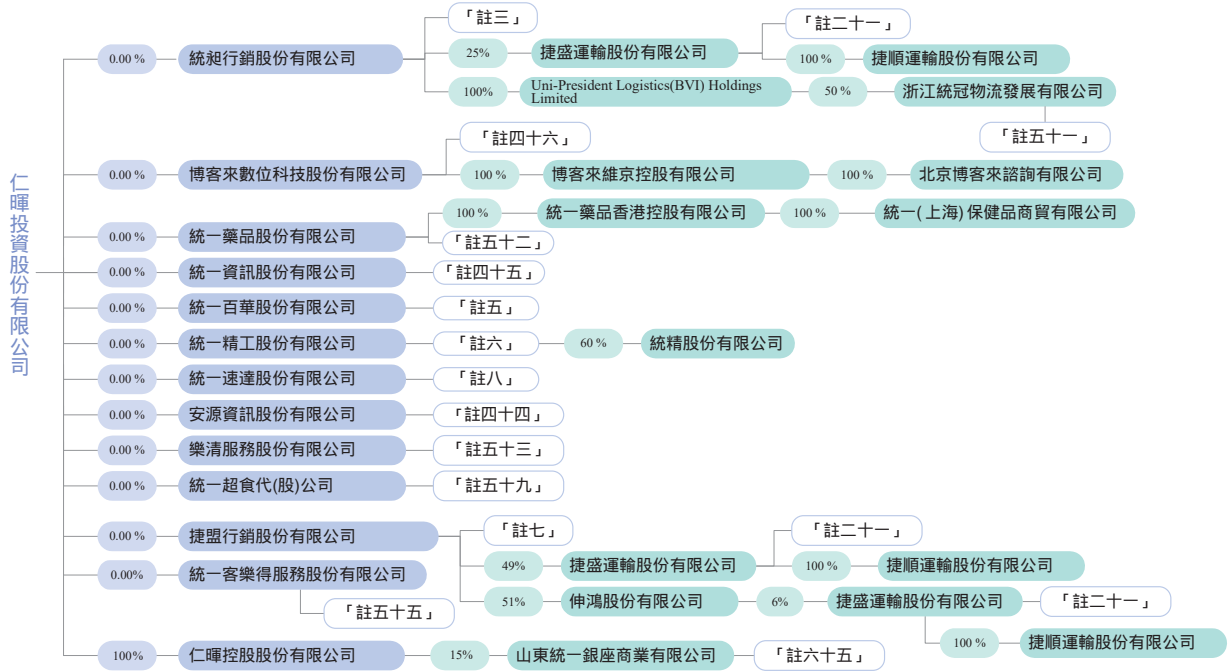 仁暉投資股份有限公司
「註三」
0.00 % 統昶行銷股份有限公司 25% 捷盛運輸股份有限公司 「註二十一」
100 % 捷順運輸股份有限公司
100% Uni-President Logistics(BVI) Holdings
Limited
50 % 浙江統冠物流發展有限公司
「註五十一」
「註四十六」
0.00 % 博客來數位科技股份有限公司 100 % 博客來維京控股有限公司 100 % 北京博客來諮詢有限公司
100 % 統一藥品香港控股有限公司 100 % 統一(上海)保健品商貿有限公司
0.00 % 統一藥品股份有限公司
「註五十二」
0.00 % 統一資訊股份有限公司 「註四十五」
0.00 % 統一百華股份有限公司 「註五」
0.00 % 統一精工股份有限公司 「註六」 60 % 統精股份有限公司
0.00 % 統一速達股份有限公司 「註八」
0.00 % 安源資訊股份有限公司 「註四十四」
0.00 % 樂清服務股份有限公司 「註五十三」
0.00 % 統一超食代(股)公司 「註五十九」
0.00 % 捷盟行銷股份有限公司 「註七」
49% 捷盛運輸股份有限公司 「註二十一」
100 % 捷順運輸股份有限公司
51% 伸鴻股份有限公司 6% 捷盛運輸股份有限公司 「註二十一」
100 % 捷順運輸股份有限公司
0.00% 統一客樂得服務股份有限公司
「註五十五」
100% 仁暉控股股份有限公司 15% 山東統一銀座商業有限公司 「註六十五」